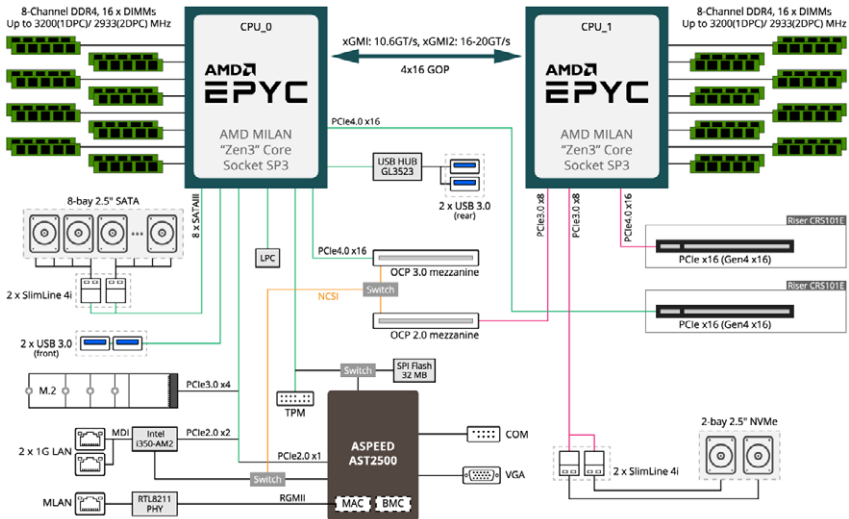 8-Channel DDR4, 16 x DIMMs
Up to 3200(1DPC)/ 2933(2DPC) MHz
CPU_0
AMD
EPYC
AMD MILAN
"Zen3" Core
Socket SP3
xGMI: 10.6GT/s, xGMI2: 16-20GT/s
4x16 GOP
CPU_1
AMD
EPYC
AMD MILAN
"Zen3" Core
Socket SP3
8-Channel DDR4, 16 x DIMMs
Up to 3200(1DPC)/ 2933(2DPC) MHz
PCIe4.0 x16
USB HUB
GL3523
2 x USB 3.0
(rear)
8-bay 2.5" SATA
8 x SATAIII
2 x SlimLine 4i
LPC
PCIe4.0 x16
OCP 3.0 mezzanine
NCSI
Switch
OCP 2.0 mezzanine
PCIe3.0 x8
PCIe3.0 x8
PCIe4.0 x16
Riser CRS101E
PCIe x16 (Gen4 x16)
Riser CRS101E
PCIe x16 (Gen4 x16)
2 x USB 3.0
(front)
M.2
PCIe3.0 x4
TPM
Switch
SPI Flash
32 MB
2 x 1G LAN
MDI
Intel
i350-AM2
PCIe2.0 x2
PCIe2.0 x1
Switch
ASPEED
AST2500
COM
VGA
MLAN
RTL8211
PHY
RGMII
MAC
BMC
2-bay 2.5" NVMe
2 x SlimLine 4i